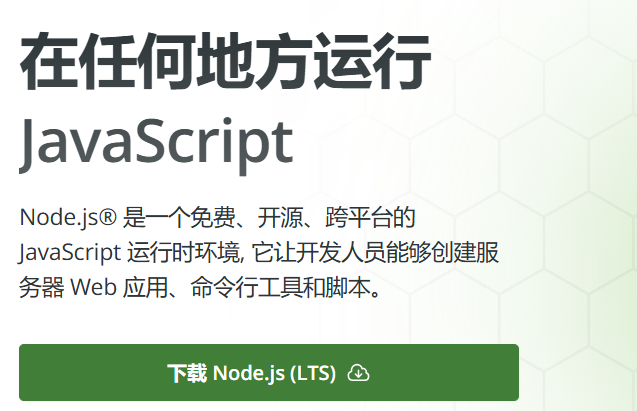 在任何地方运行
JavaScript
Node.js® 是一个免费、开源、跨平台的
JavaScript 运行时环境, 它让开发人员能够创建服
务器 Web 应用、命令行工具和脚本。
下载 Node.js (LTS)